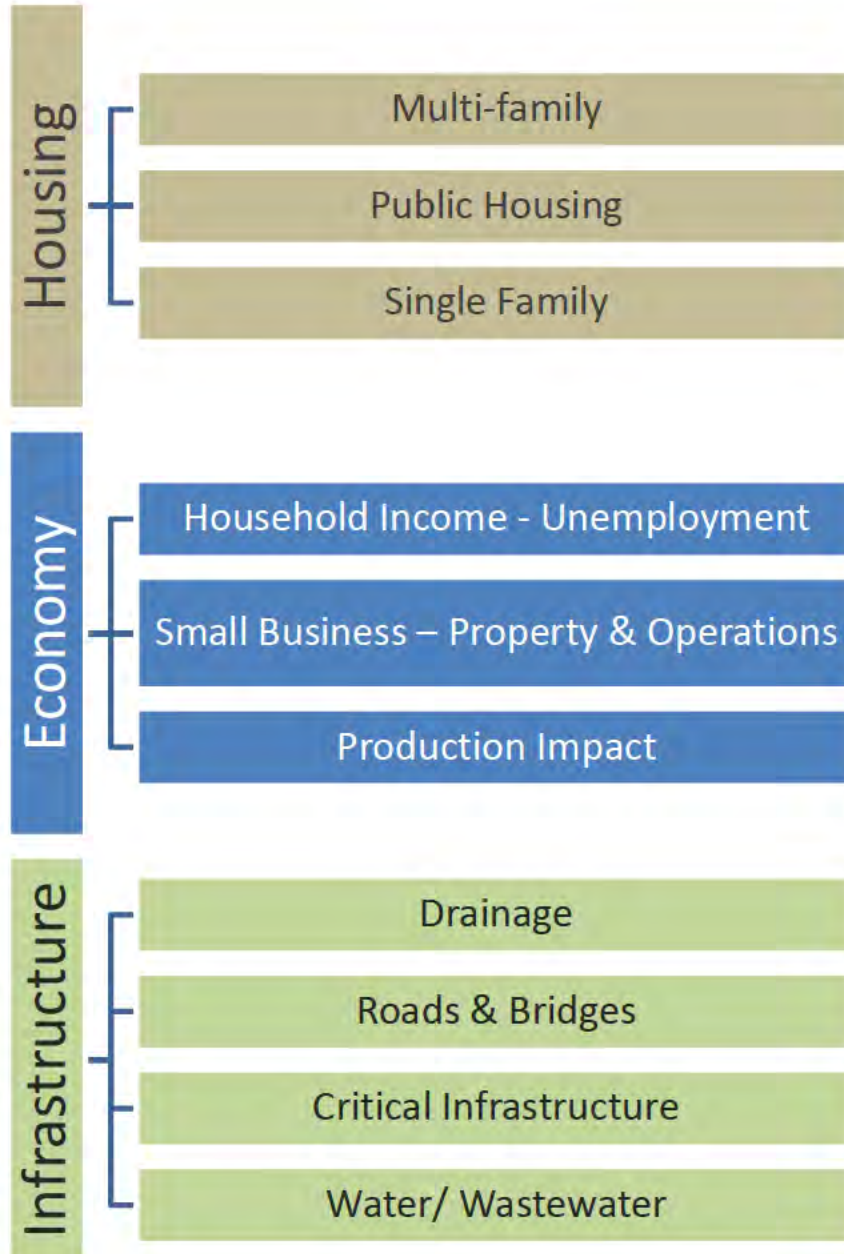 Housing
Multi-family
Public Housing
Single Family
Economy
Household Income - Unemployment
Small Business – Property & Operations
Production Impact
Infrastructure
Drainage
Roads & Bridges
Critical Infrastructure
Water/ Wastewater